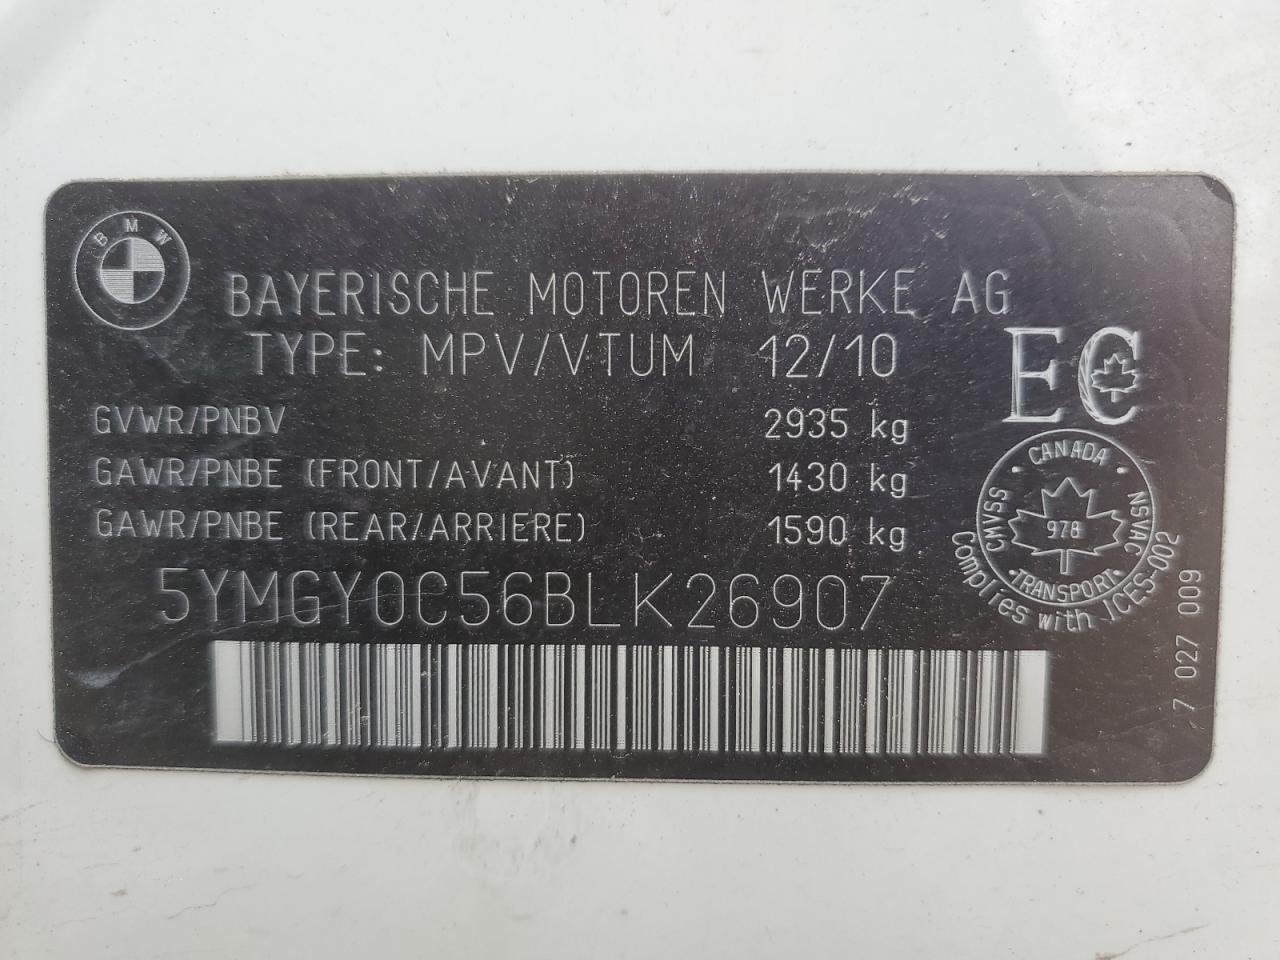 BMW
BAYERISCHE MOTOREN WERKE AG
TYPE: MPV/VTUM 12/10
EC
GVWR/PNBV 2935 kg
GAWR/PNBE (FRONT/AVANT) 1430 kg
GAWR/PNBE (REAR/ARRIERE) 1590 kg
5YMGY0C56BLK26907
· CANADA ·
CMVSS
NSVAC
978
·TRANSPORT·
Complies with ICES-002
7 027 009